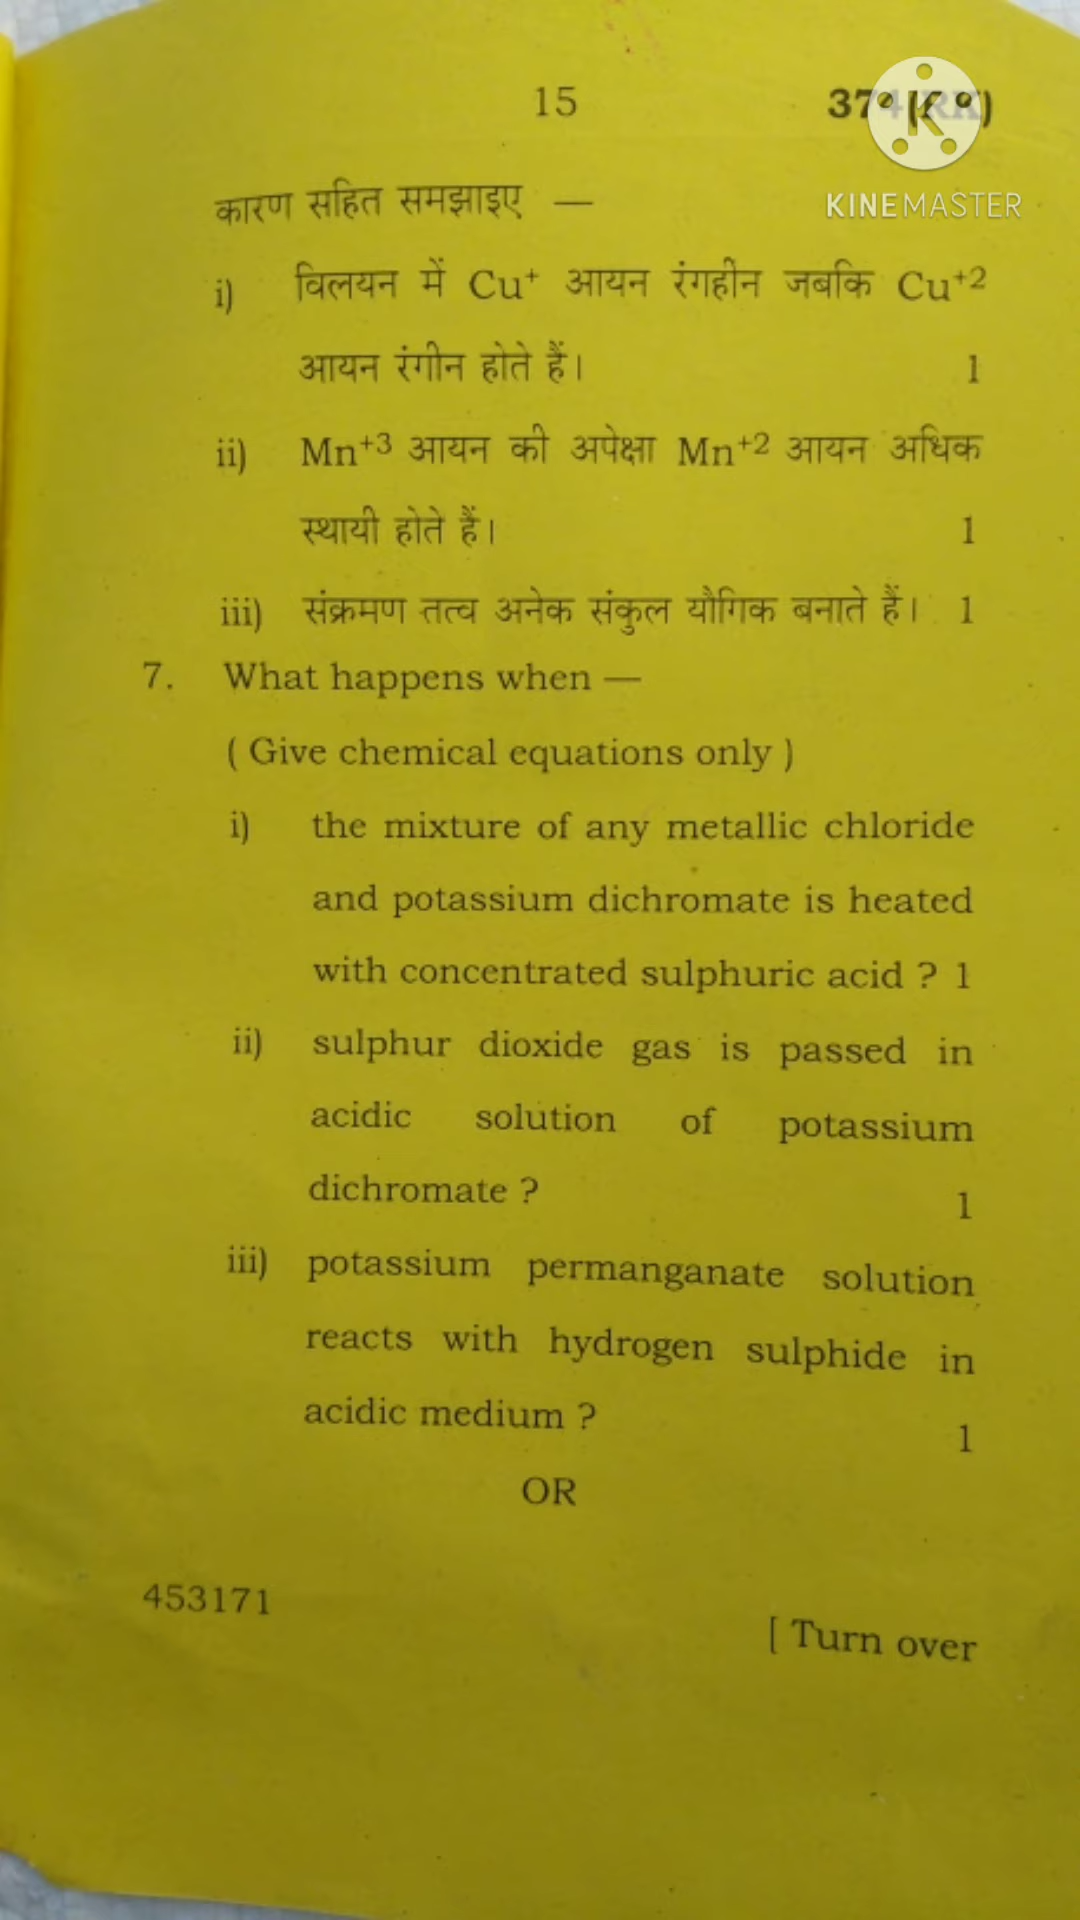 15
KINEMASTER
कारण सहित समझाइए —
i) विलयन में Cu+ आयन रंगहीन जबकि Cu+2
आयन रंगीन होते हैं। 1
ii) Mn+3 आयन की अपेक्षा Mn+2 आयन अधिक
स्थायी होते हैं। 1
iii) संक्रमण तत्व अनेक संकुल यौगिक बनाते हैं। 1
7. What happens when —
( Give chemical equations only )
i) the mixture of any metallic chloride
and potassium dichromate is heated
with concentrated sulphuric acid ? 1
ii) sulphur dioxide gas is passed in
acidic solution of potassium
dichromate ? 1
iii) potassium permanganate solution
reacts with hydrogen sulphide in
acidic medium ? 1
OR
453171
[ Turn over